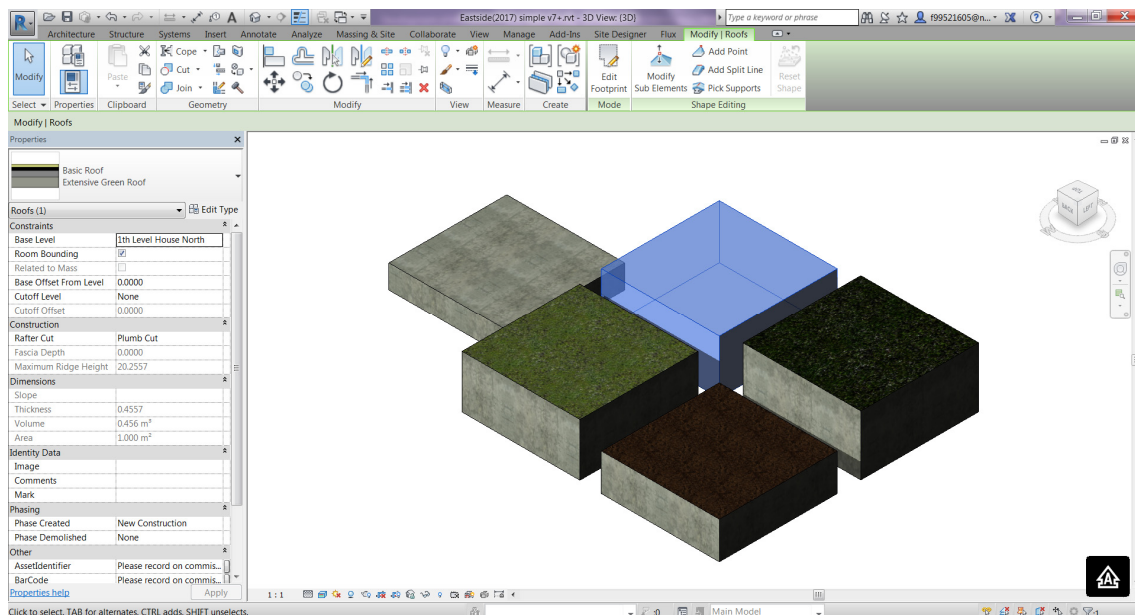 Eastside(2017) simple v7+.rvt - 3D View: {3D}
Type a keyword or phrase
f99521605@n...
Architecture Structure Systems Insert Annotate Analyze Massing & Site Collaborate View Manage Add-Ins Site Designer Flux Modify | Roofs
Modify
Paste
Cope
Cut
Join
Edit Footprint
Modify Sub Elements
Add Point
Add Split Line
Pick Supports
Reset Shape
Select Properties Clipboard Geometry Modify View Measure Create Mode Shape Editing
Modify | Roofs
Properties
Basic Roof
Extensive Green Roof
Roofs (1) Edit Type
Constraints
Base Level 1th Level House North
Room Bounding
Related to Mass
Base Offset From Level 0.0000
Cutoff Level None
Cutoff Offset 0.0000
Construction
Rafter Cut Plumb Cut
Fascia Depth 0.0000
Maximum Ridge Height 20.2557
Dimensions
Slope
Thickness 0.4557
Volume 0.456 m³
Area 1.000 m²
Identity Data
Image
Comments
Mark
Phasing
Phase Created New Construction
Phase Demolished None
Other
AssetIdentifier Please record on commis...
BarCode Please record on commis...
Properties help Apply
BACK LEFT
1 : 1
Click to select, TAB for alternates, CTRL adds, SHIFT unselects.
:0 Main Model